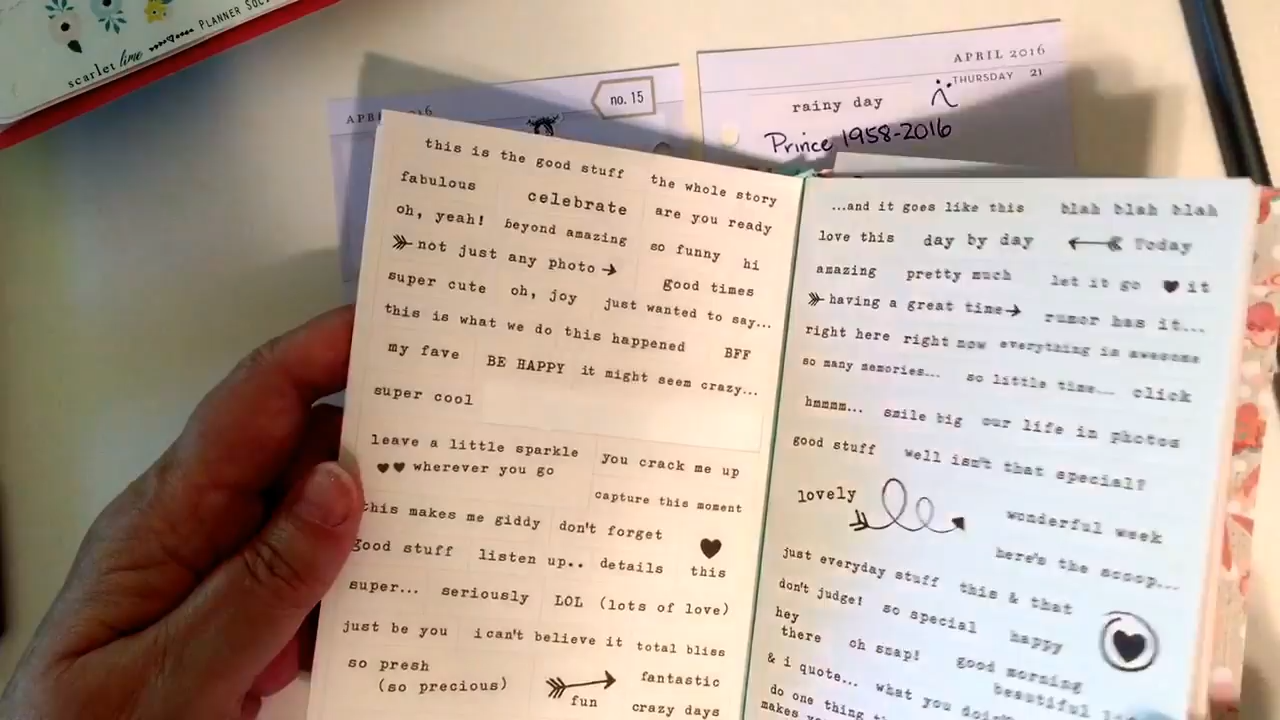 scarlet lime PLANNER
APRIL 2016
THURSDAY 21
no. 15
rainy day
Prince 1958-2016
this is the good stuff the whole story
fabulous celebrate are you ready
oh, yeah! beyond amazing so funny hi
not just any photo good times
super cute oh, joy just wanted to say...
this is what we do this happened BFF
my fave BE HAPPY it might seem crazy...
super cool
leave a little sparkle you crack me up
wherever you go
capture this moment
this makes me giddy don't forget
good stuff listen up.. details this
super... seriously LOL (lots of love)
just be you i can't believe it total bliss
so presh fantastic
(so precious) fun crazy days
...and it goes like this blah blah blah
love this day by day Today
amazing pretty much let it go it
having a great time rumor has it...
right here right now everything is awesome
so many memories... so little time... click
hmmmm... smile big our life in photos
good stuff well isn't that special?
lovely wonderful week
here's the scoop...
just everyday stuff this & that
don't judge! so special happy
hey
there oh snap! good morning
& i quote... what you doin' beautiful
do one thing
makes